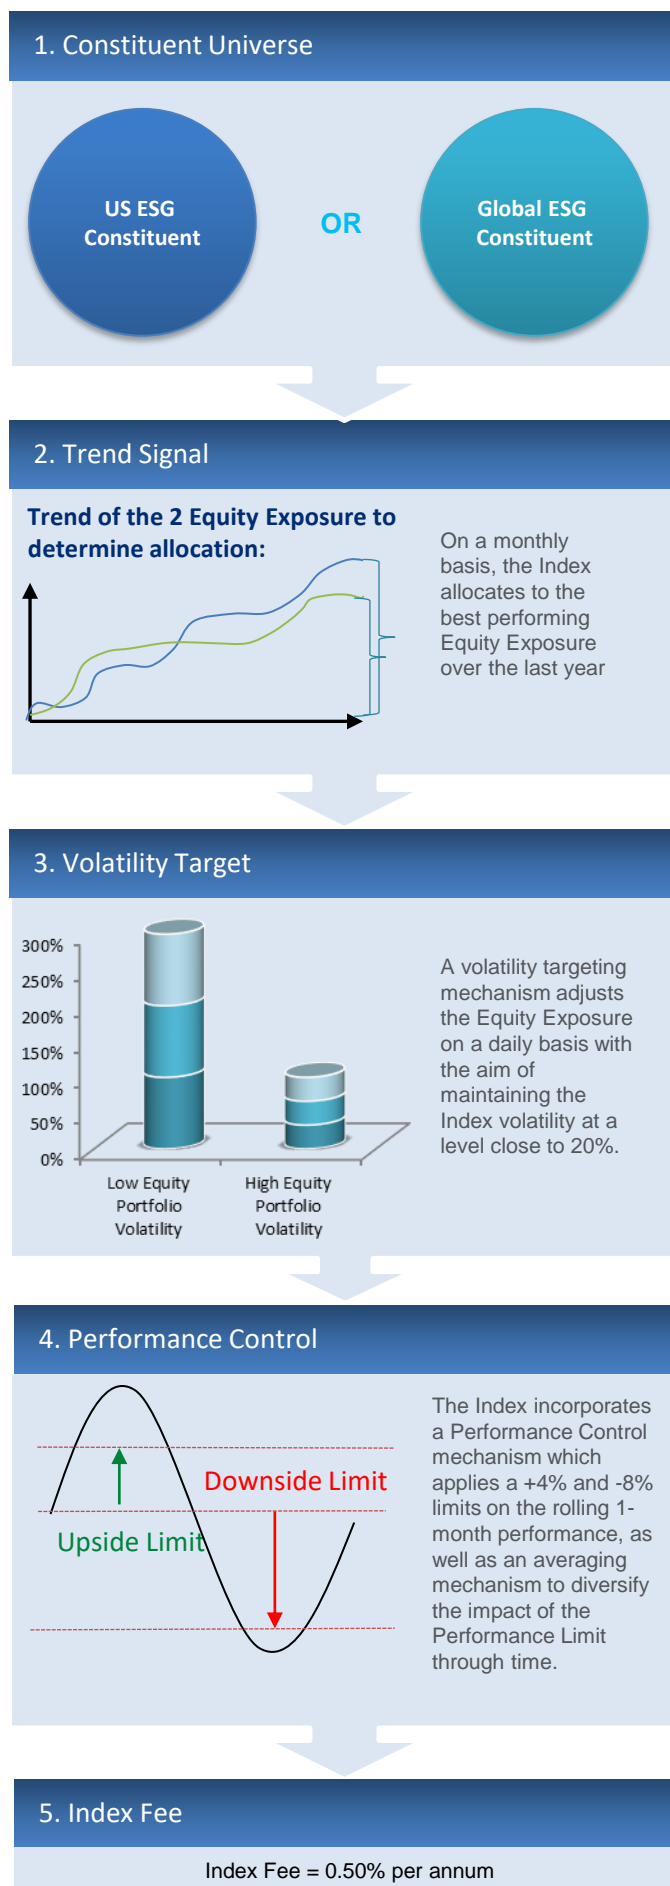 1. Constituent Universe
US ESG
Constituent
OR
Global ESG
Constituent
2. Trend Signal
Trend of the 2 Equity Exposure to
determine allocation:
On a monthly
basis, the Index
allocates to the
best performing
Equity Exposure
over the last year
3. Volatility Target
300%
250%
200%
150%
100%
50%
0%
Low Equity
Portfolio
Volatility
High Equity
Portfolio
Volatility
A volatility targeting
mechanism adjusts
the Equity Exposure
on a daily basis with
the aim of
maintaining the
Index volatility at a
level close to 20%.
4. Performance Control
Downside Limit
Upside Limit
The Index incorporates
a Performance Control
mechanism which
applies a +4% and -8%
limits on the rolling 1-
month performance, as
well as an averaging
mechanism to diversify
the impact of the
Performance Limit
through time.
5. Index Fee
Index Fee = 0.50% per annum